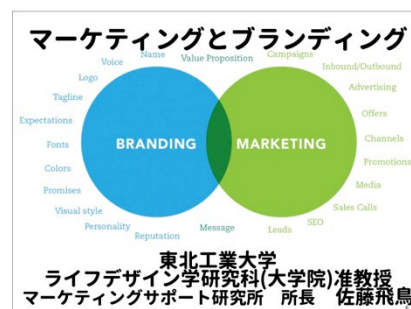 マーケティングとブランディング
Name
Value Proposition
Campaigns
Voice
Inbound/Outbound
Logo
Advertising
Tagline
Offers
Expectations
Fonts
BRANDING
MARKETING
Channels
Colors
Promotions
Promises
Media
Visual style
Sales Calls
Personality
Message
SEO
Reputation
Leads
東北工業大学
ライフデザイン学研究科(大学院)准教授
マーケティングサポート研究所 所長 佐藤飛鳥